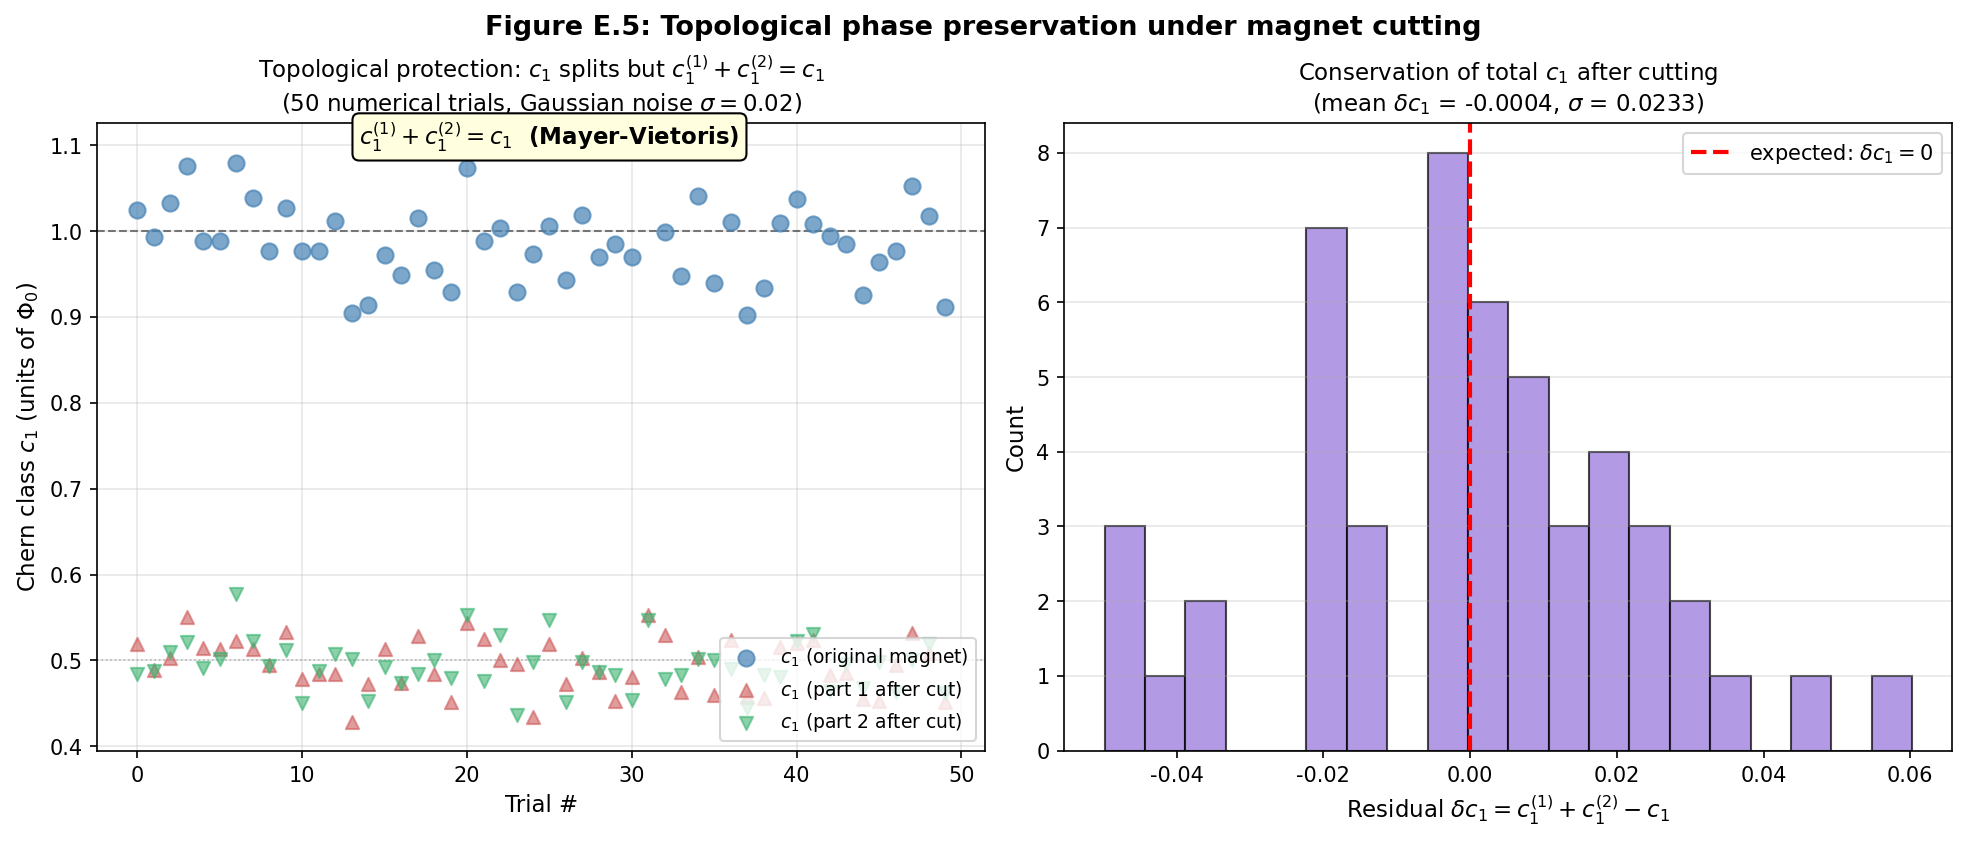 Figure E.5: Topological phase preservation under magnet cutting
Topological protection: c₁ splits but c₁⁽¹⁾ + c₁⁽²⁾ = c₁
(50 numerical trials, Gaussian noise σ = 0.02)
c₁⁽¹⁾ + c₁⁽²⁾ = c₁ (Mayer-Vietoris)
Chern class c₁ (units of Φ₀)
1.1
1.0
0.9
0.8
0.7
0.6
0.5
0.4
c₁ (original magnet)
c₁ (part 1 after cut)
c₁ (part 2 after cut)
0 10 20 30 40 50
Trial #
Conservation of total c₁ after cutting
(mean δc₁ = -0.0004, σ = 0.0233)
expected: δc₁ = 0
Count
8
7
6
5
4
3
2
1
0
-0.04 -0.02 0.00 0.02 0.04 0.06
Residual δc₁ = c₁⁽¹⁾ + c₁⁽²⁾ − c₁